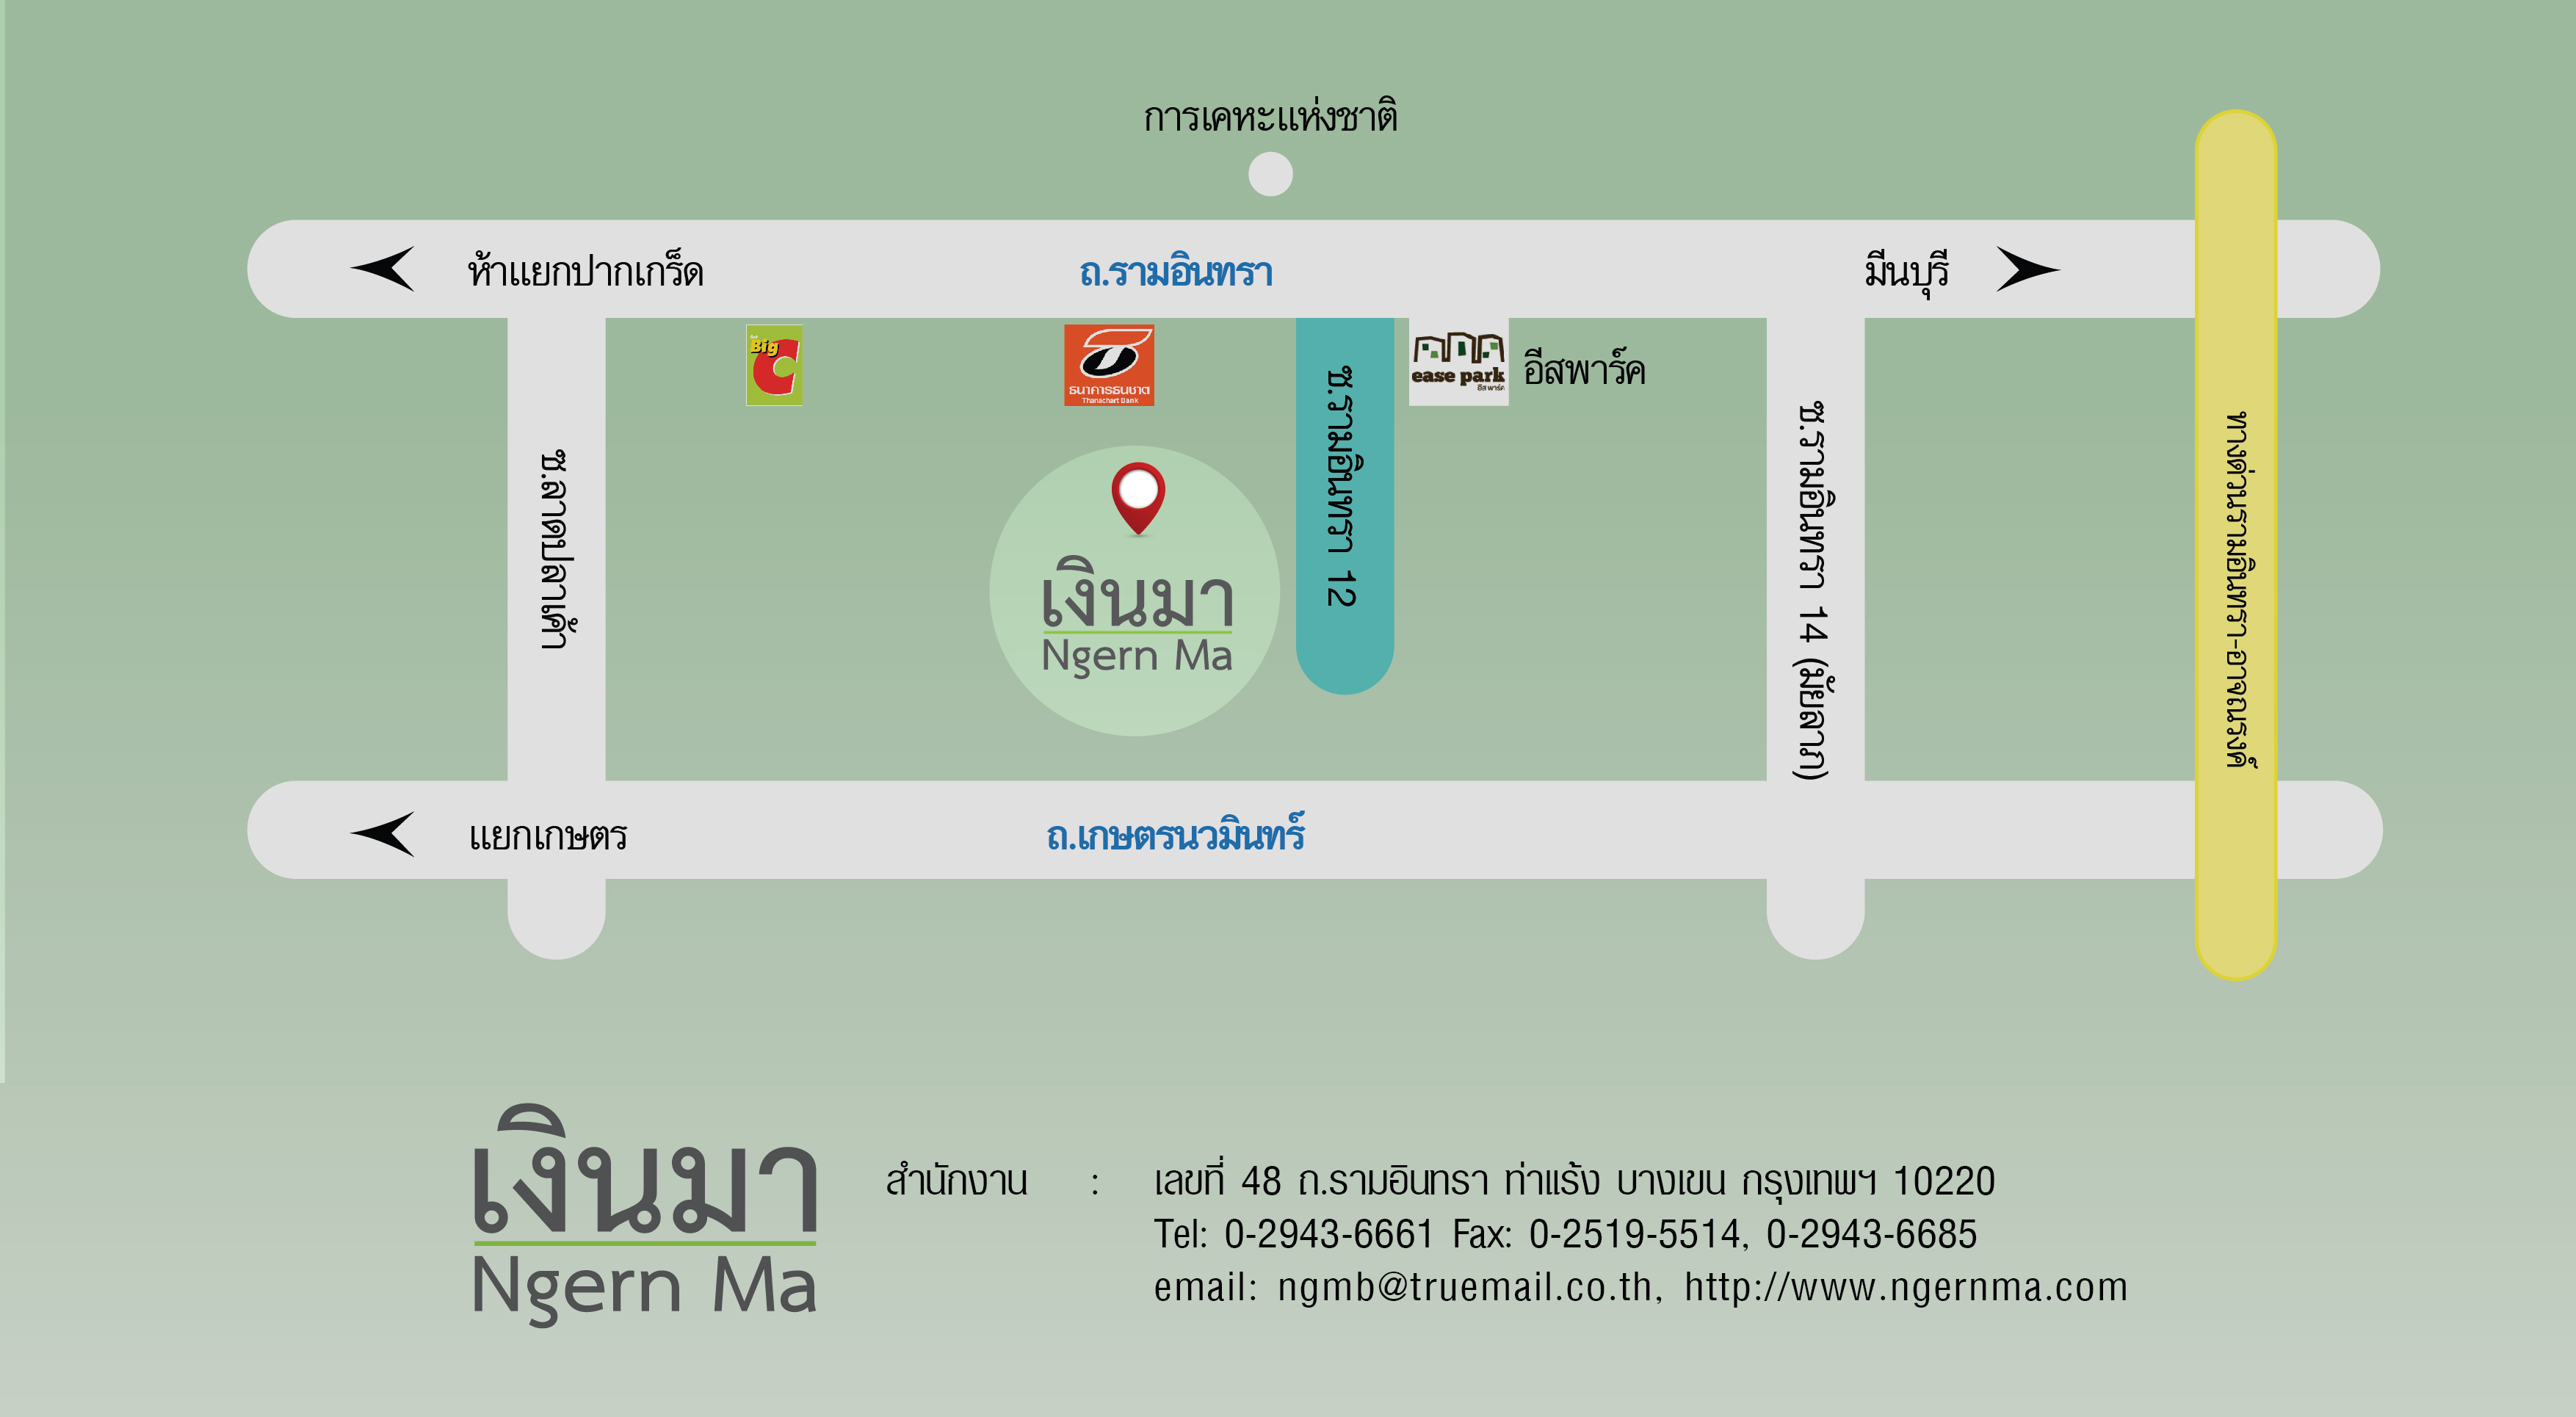 การเคหะแห่งชาติ
ห้าแยกปากเกร็ด
ถ.รามอินทรา
มีนบุรี
Big C
ธนาคารธนชาต
Thanachart Bank
ease park
อีส พาร์ค
อีสพาร์ค
ซ.ลาดปลาเค้า
เงินมา
Ngern Ma
ซ.รามอินทรา 12
ซ.รามอินทรา 14 (มัยลาภ)
ทางด่วนรามอินทรา-อาจณรงค์
แยกเกษตร
ถ.เกษตรนวมินทร์
เงินมา
Ngern Ma
สำนักงาน : เลขที่ 48 ถ.รามอินทรา ท่าแร้ง บางเขน กรุงเทพฯ 10220
Tel: 0-2943-6661 Fax: 0-2519-5514, 0-2943-6685
email: ngmb@truemail.co.th, http://www.ngernma.com